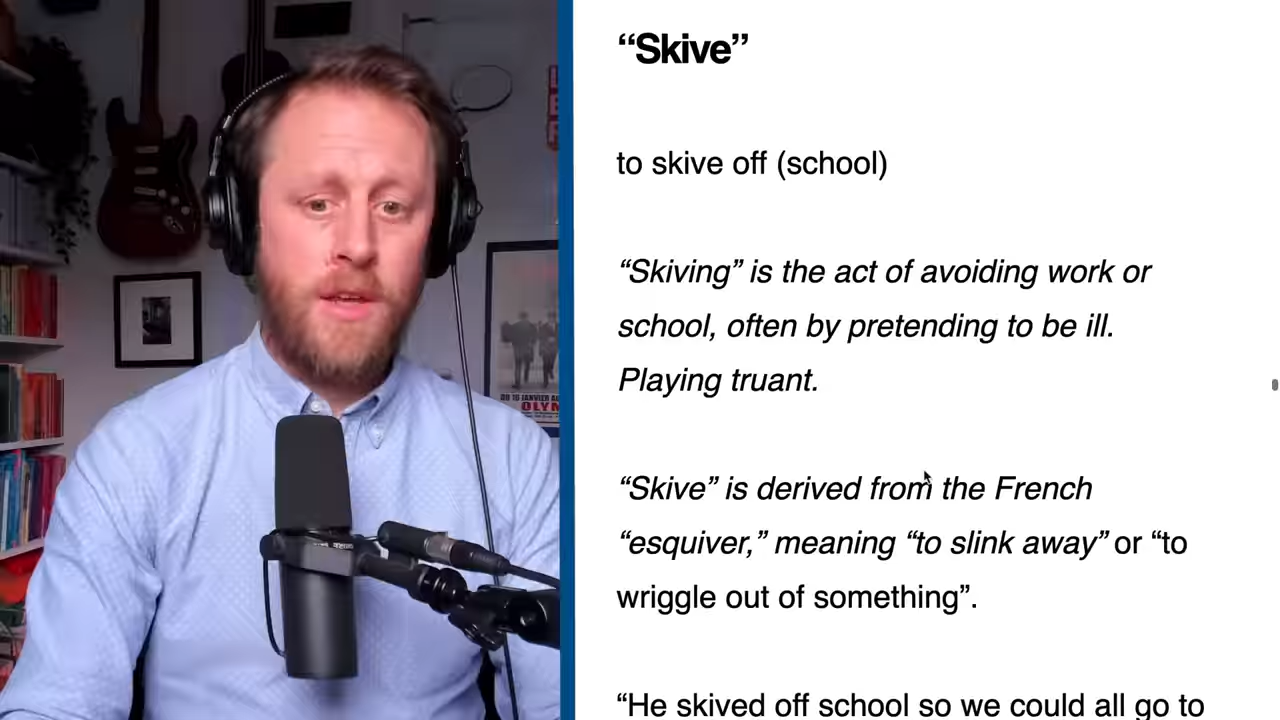 “Skive”
to skive off (school)
“Skiving” is the act of avoiding work or
school, often by pretending to be ill.
Playing truant.
“Skive” is derived from the French
“esquiver,” meaning “to slink away” or “to
wriggle out of something”.
“He skived off school so we could all go to
OLYM